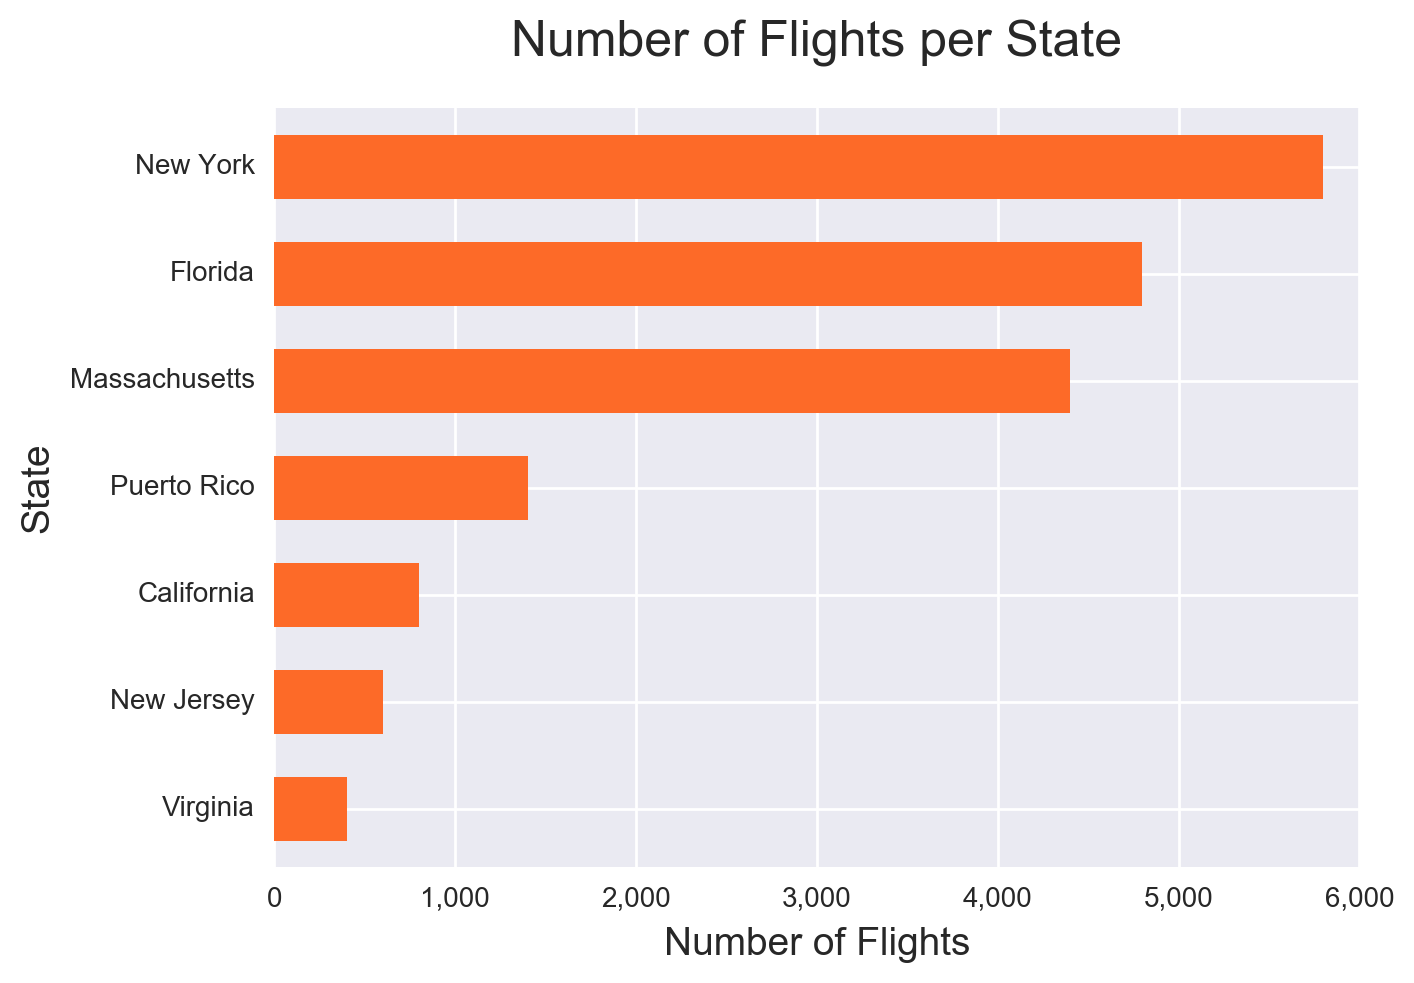 Number of Flights per State
New York
Florida
Massachusetts
Puerto Rico
California
New Jersey
Virginia
State
0 1,000 2,000 3,000 4,000 5,000 6,000
Number of Flights